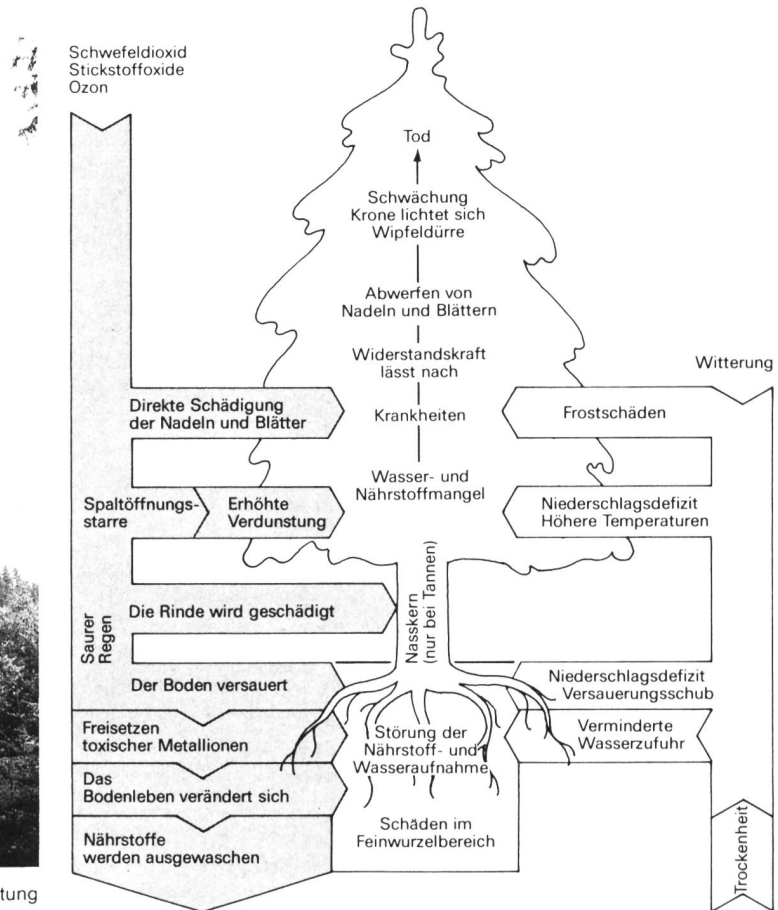 Schwefeldioxid
Stickstoffoxide
Ozon
Tod
Schwächung
Krone lichtet sich
Wipfeldürre
Abwerfen von
Nadeln und Blättern
Widerstandskraft
lässt nach
Krankheiten
Wasser- und
Nährstoffmangel
Witterung
Direkte Schädigung
der Nadeln und Blätter
Frostschäden
Spaltöffnungs-
starre
Erhöhte
Verdunstung
Niederschlagsdefizit
Höhere Temperaturen
Saurer
Regen
Die Rinde wird geschädigt
Nasskern
(nur bei Tannen)
Der Boden versauert
Niederschlagsdefizit
Versauerungsschub
Freisetzen
toxischer Metallionen
Störung der
Nährstoff- und
Wasseraufnahme
Verminderte
Wasserzufuhr
Das
Bodenleben verändert sich
Schäden im
Feinwurzelbereich
Nährstoffe
werden ausgewaschen
Trockenheit
tung